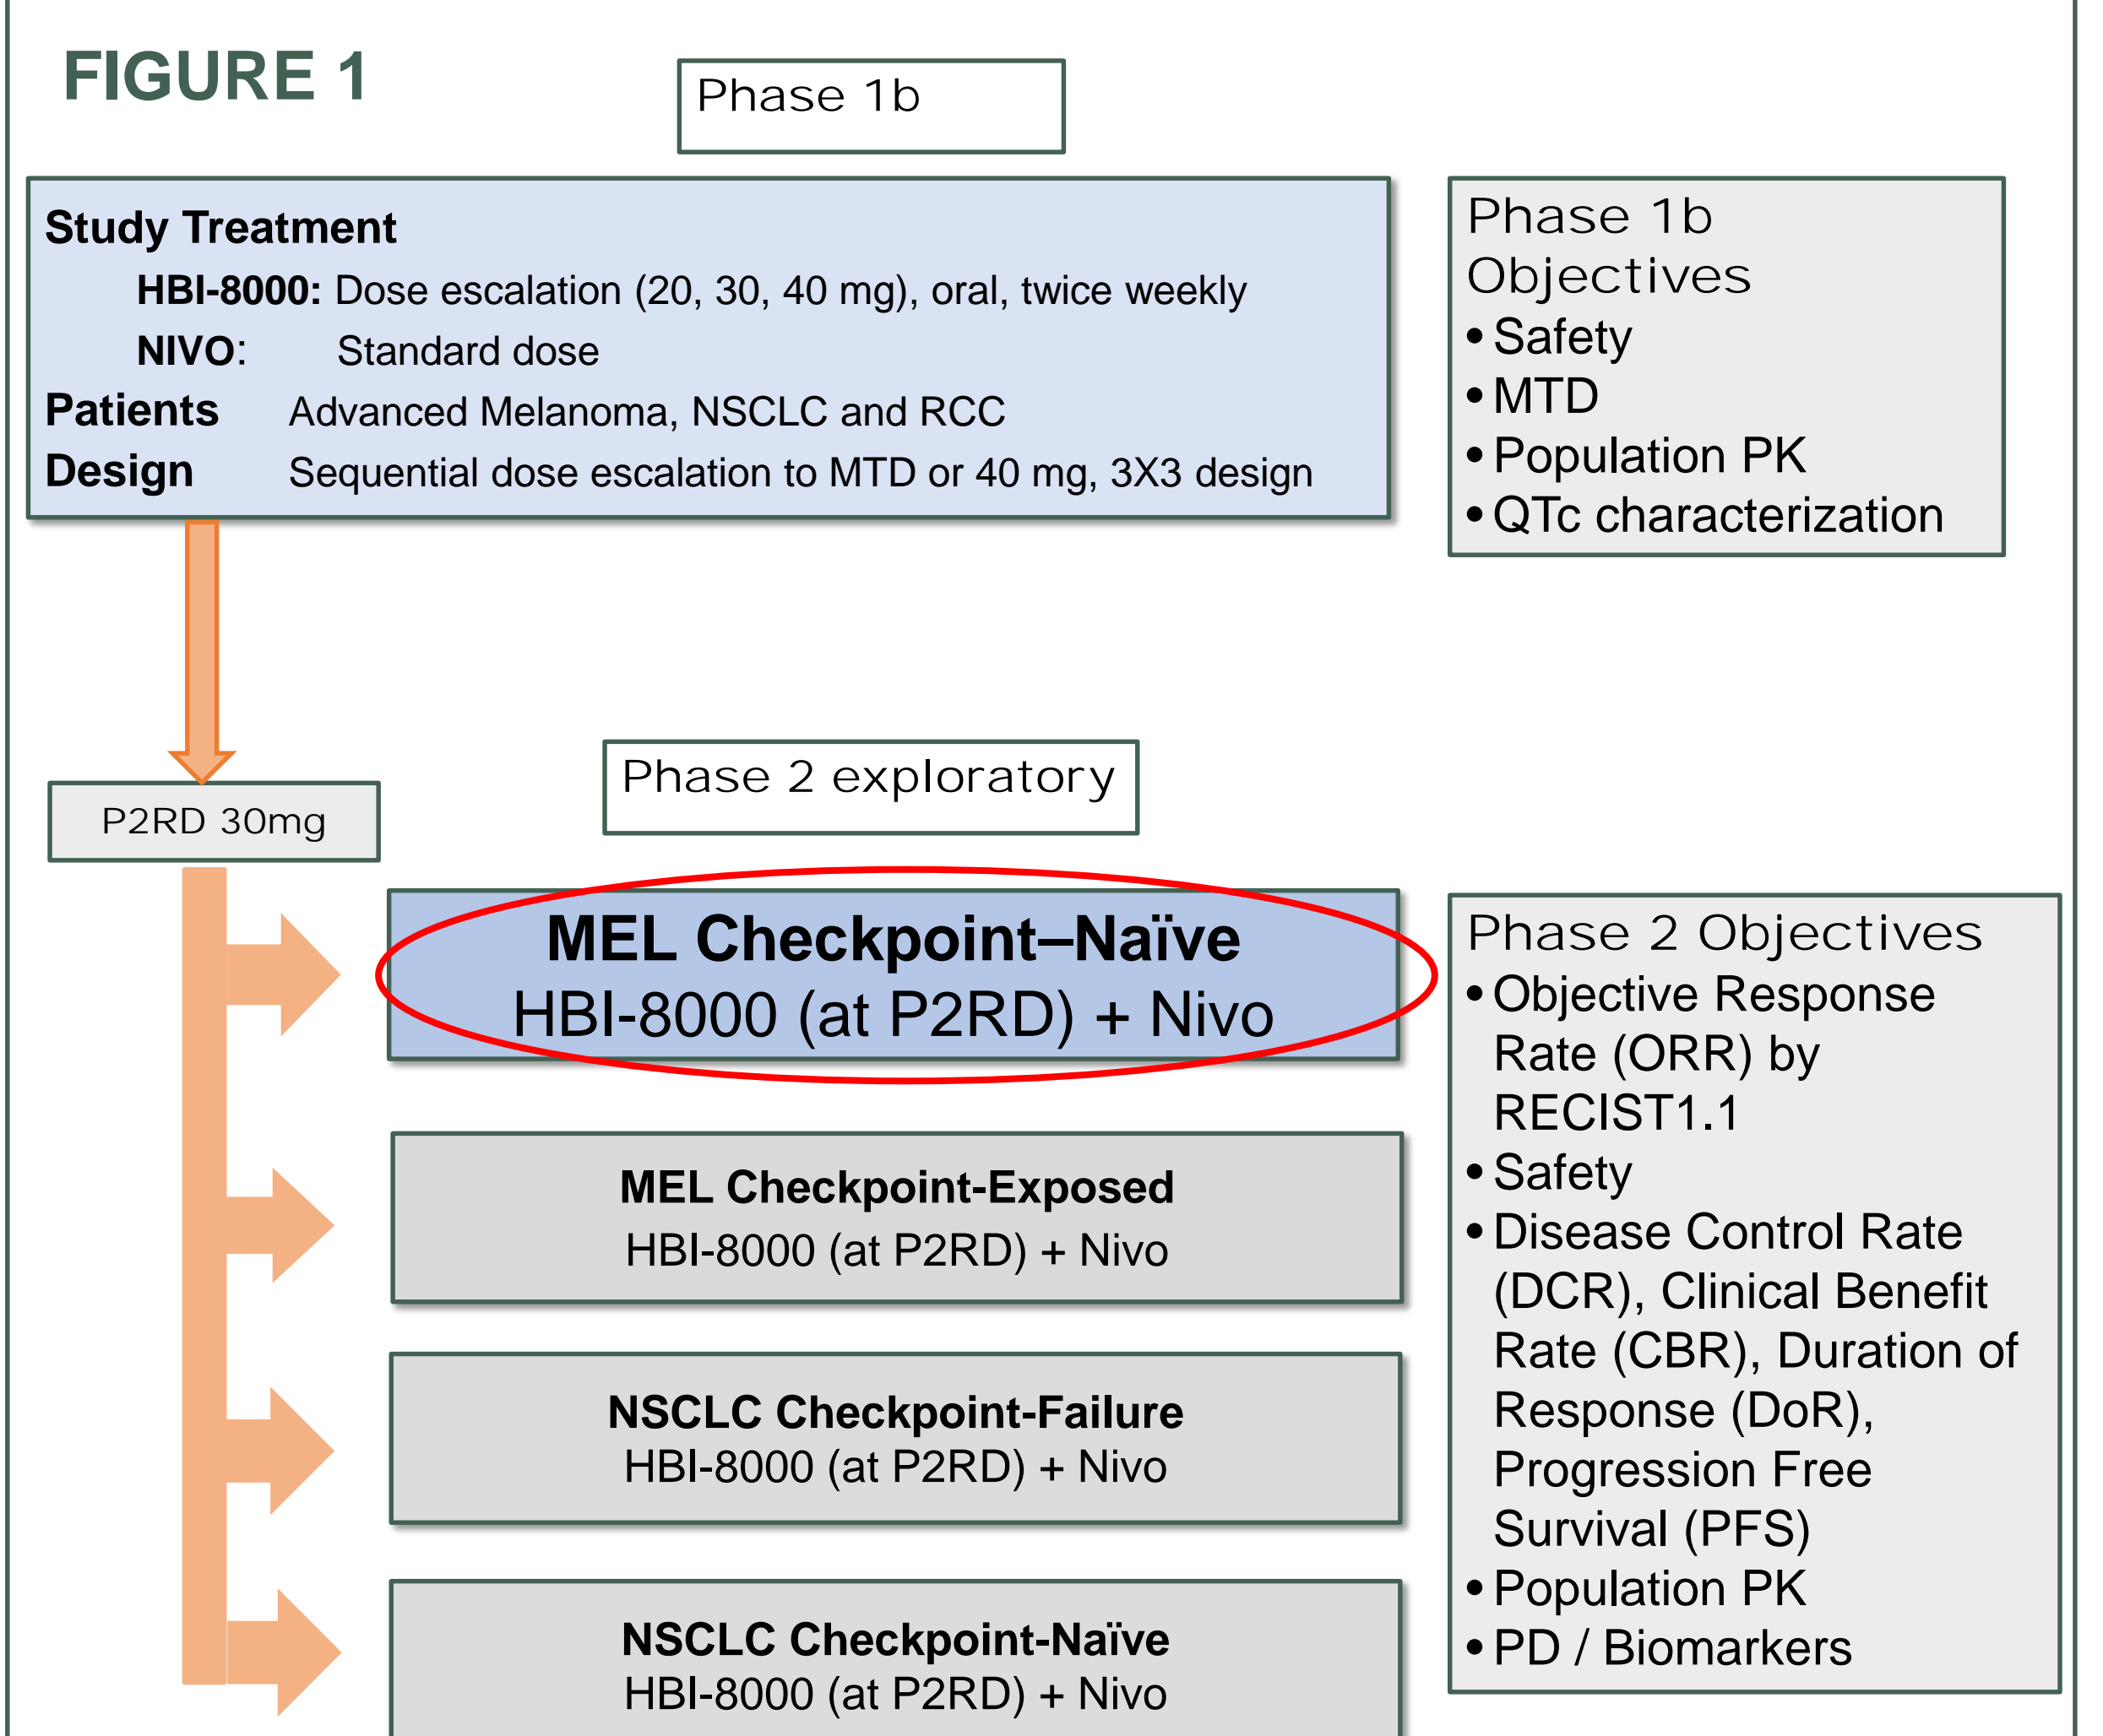 FIGURE 1
Phase 1b
Study Treatment
HBI-8000: Dose escalation (20, 30, 40 mg), oral, twice weekly
NIVO: Standard dose
Patients Advanced Melanoma, NSCLC and RCC
Design Sequential dose escalation to MTD or 40 mg, 3X3 design
Phase 1b
Objectives
• Safety
• MTD
• Population PK
• QTc characterization
P2RD 30mg
Phase 2 exploratory
MEL Checkpoint–Naïve
HBI-8000 (at P2RD) + Nivo
MEL Checkpoint-Exposed
HBI-8000 (at P2RD) + Nivo
NSCLC Checkpoint-Failure
HBI-8000 (at P2RD) + Nivo
NSCLC Checkpoint-Naïve
HBI-8000 (at P2RD) + Nivo
Phase 2 Objectives
• Objective Response
Rate (ORR) by
RECIST1.1
• Safety
• Disease Control Rate
(DCR), Clinical Benefit
Rate (CBR), Duration of
Response (DoR),
Progression Free
Survival (PFS)
• Population PK
• PD / Biomarkers